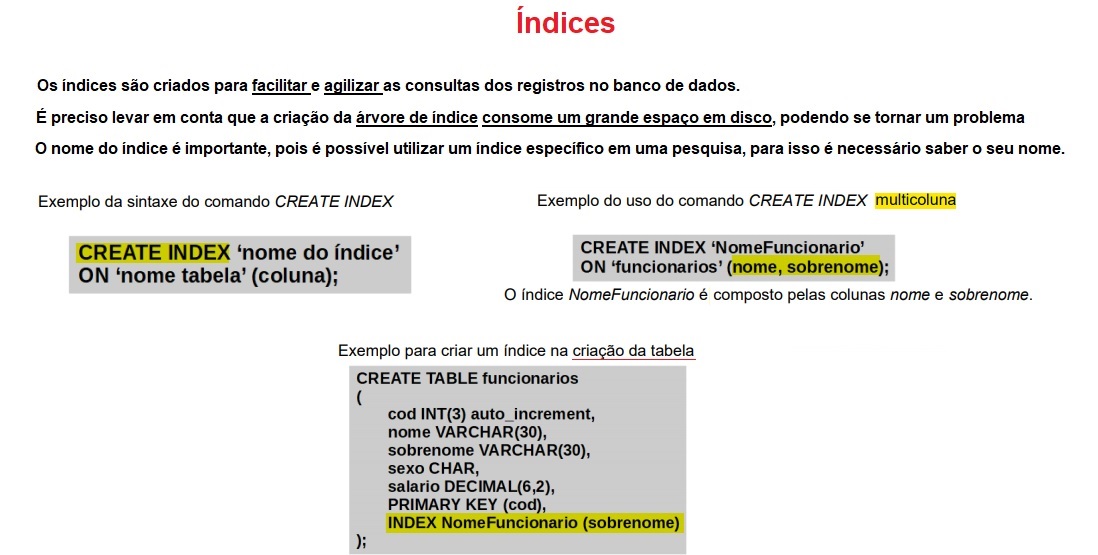 Índices
Os índices são criados para facilitar e agilizar as consultas dos registros no banco de dados.
É preciso levar em conta que a criação da árvore de índice consome um grande espaço em disco, podendo se tornar um problema
O nome do índice é importante, pois é possível utilizar um índice específico em uma pesquisa, para isso é necessário saber o seu nome.
Exemplo da sintaxe do comando CREATE INDEX
CREATE INDEX ‘nome do índice’
ON ‘nome tabela’ (coluna);
Exemplo do uso do comando CREATE INDEX multicoluna
CREATE INDEX ‘NomeFuncionario’
ON ‘funcionarios’ (nome, sobrenome);
O índice NomeFuncionario é composto pelas colunas nome e sobrenome.
Exemplo para criar um índice na criação da tabela
CREATE TABLE funcionarios
(
cod INT(3) auto_increment,
nome VARCHAR(30),
sobrenome VARCHAR(30),
sexo CHAR,
salario DECIMAL(6,2),
PRIMARY KEY (cod),
INDEX NomeFuncionario (sobrenome)
);